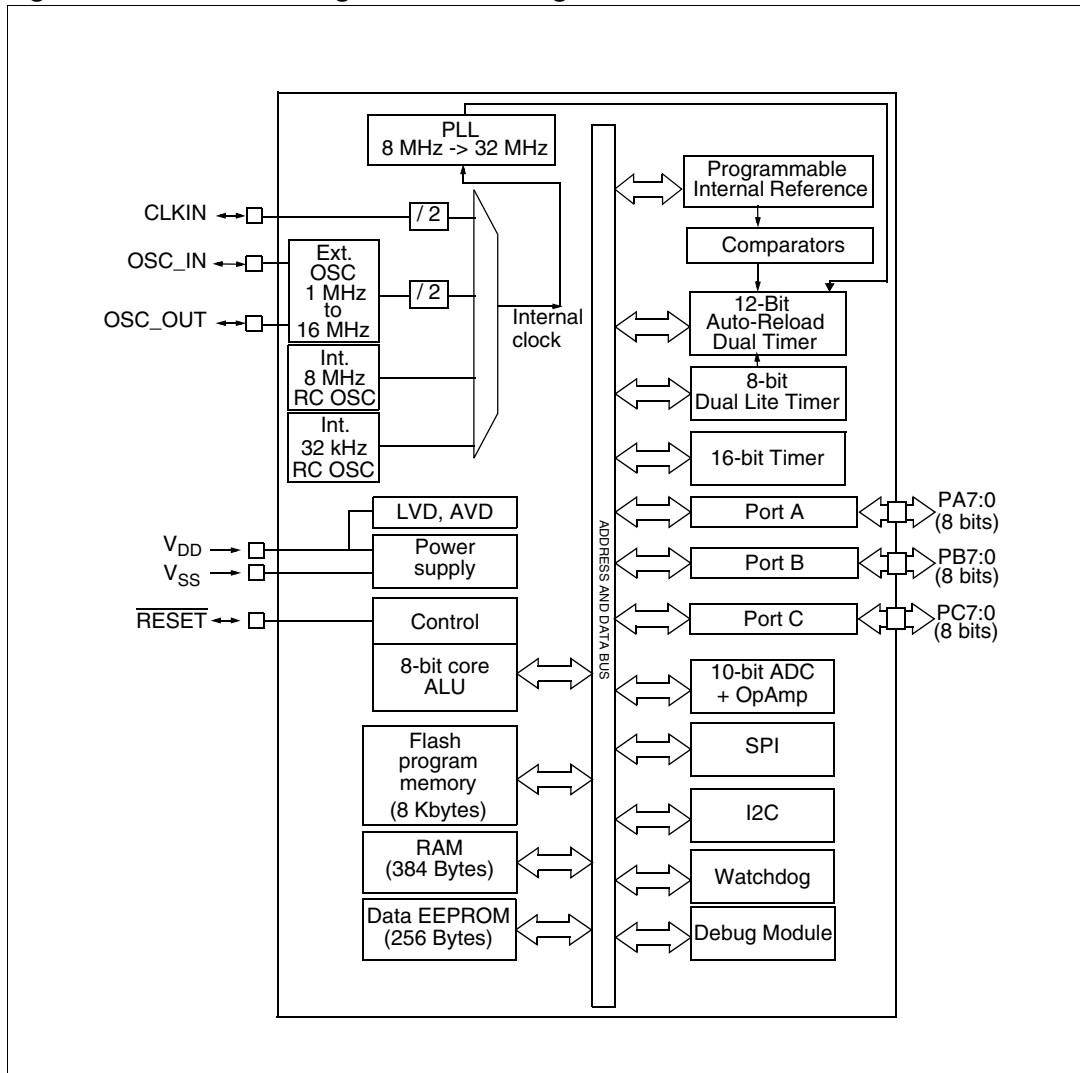 PLL
8 MHz -> 32 MHz
CLKIN
/ 2
OSC_IN
OSC_OUT
Ext.
OSC
1 MHz
to
16 MHz
/ 2
Internal
clock
Int.
8 MHz
RC OSC
Int.
32 kHz
RC OSC
LVD, AVD
VDD
VSS
Power
supply
RESET
Control
8-bit core
ALU
Flash
program
memory
(8 Kbytes)
RAM
(384 Bytes)
Data EEPROM
(256 Bytes)
ADDRESS AND DATA BUS
Programmable
Internal Reference
Comparators
12-Bit
Auto-Reload
Dual Timer
8-bit
Dual Lite Timer
16-bit Timer
Port A
PA7:0
(8 bits)
Port B
PB7:0
(8 bits)
Port C
PC7:0
(8 bits)
10-bit ADC
+ OpAmp
SPI
I2C
Watchdog
Debug Module